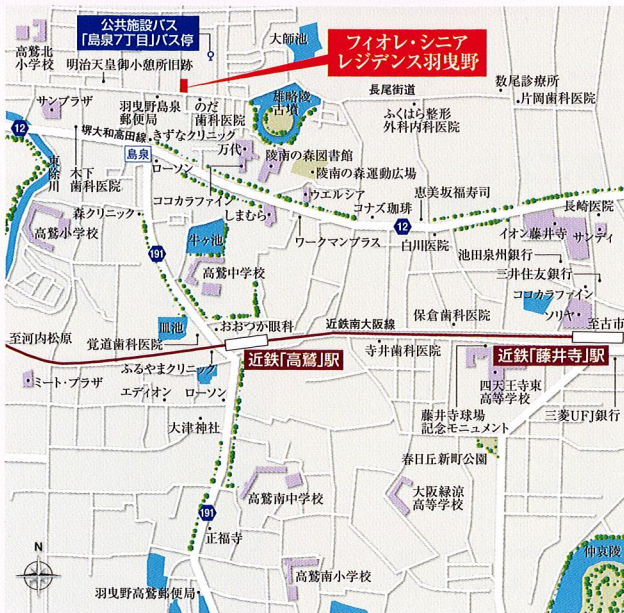 公共施設バス
「島泉7丁目」バス停
フィオレ・シニア
レジデンス羽曳野
高鷲北
小学校
明治天皇御小憩所旧跡
大師池
数尾診療所
片岡歯科医院
長尾街道
サンプラザ
羽曳野島泉
郵便局
のだ
歯科医院
雄略陵
古墳
ふくはら整形
外科内科医院
12
堺大和高田線
きずなクリニック
島泉
万代
陵南の森図書館
陵南の森運動広場
東除川
木下
歯科医院
ローソン
ココカラファイン
ウエルシア
コナズ珈琲
恵美坂福寿司
長崎医院
森クリニック
しまむら
高鷲小学校
牛ヶ池
ワークマンプラス
12
白川医院
イオン藤井寺
サンディ
191
高鷲中学校
池田泉州銀行
三井住友銀行
ココカラファイン
ソリヤ
皿池
おおつか眼科
保倉歯科医院
至河内松原
覚道歯科医院
近鉄南大阪線
至古市
近鉄「高鷲」駅
寺井歯科医院
近鉄「藤井寺」駅
ミート・プラザ
ふるやまクリニック
エディオン
ローソン
四天王寺東
高等学校
大津神社
藤井寺球場
記念モニュメント
三菱UFJ銀行
春日丘新町公園
高鷲南中学校
大阪緑涼
高等学校
191
正福寺
N
仲哀陵
高鷲南小学校
羽曳野高鷲郵便局